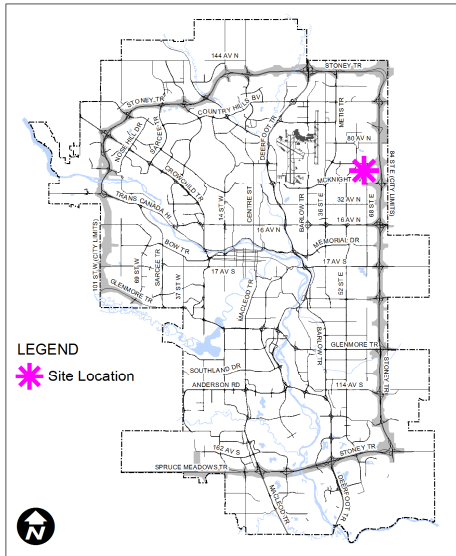 144 AV N
STONEY TR
STONEY TR
COUNTRY HILLS BV
METIS TR
NOSE HILL DR
SARCEE TR
DEERFOOT TR
80 AV N
CROWCHILD TR
MCKNIGHT
84 ST E (CITY LIMITS)
TRANS CANADA HI
14 ST W
CENTRE ST
BARLOW TR
36 ST E
32 AV N
68 ST E
16 AV N
16 AV N
101 ST W (CITY LIMITS)
BOW TR
MEMORIAL DR
69 ST W
SARCEE TR
37 ST W
17 AV S
17 AV S
GLENMORE TR
MACLEOD TR
52 ST E
BARLOW TR
GLENMORE TR
LEGEND
Site Location
SOUTHLAND DR
ANDERSON RD
114 AV S
STONEY TR
162 AV S
STONEY TR
SPRUCE MEADOWS TR
MACLEOD TR
DEERFOOT TR
N